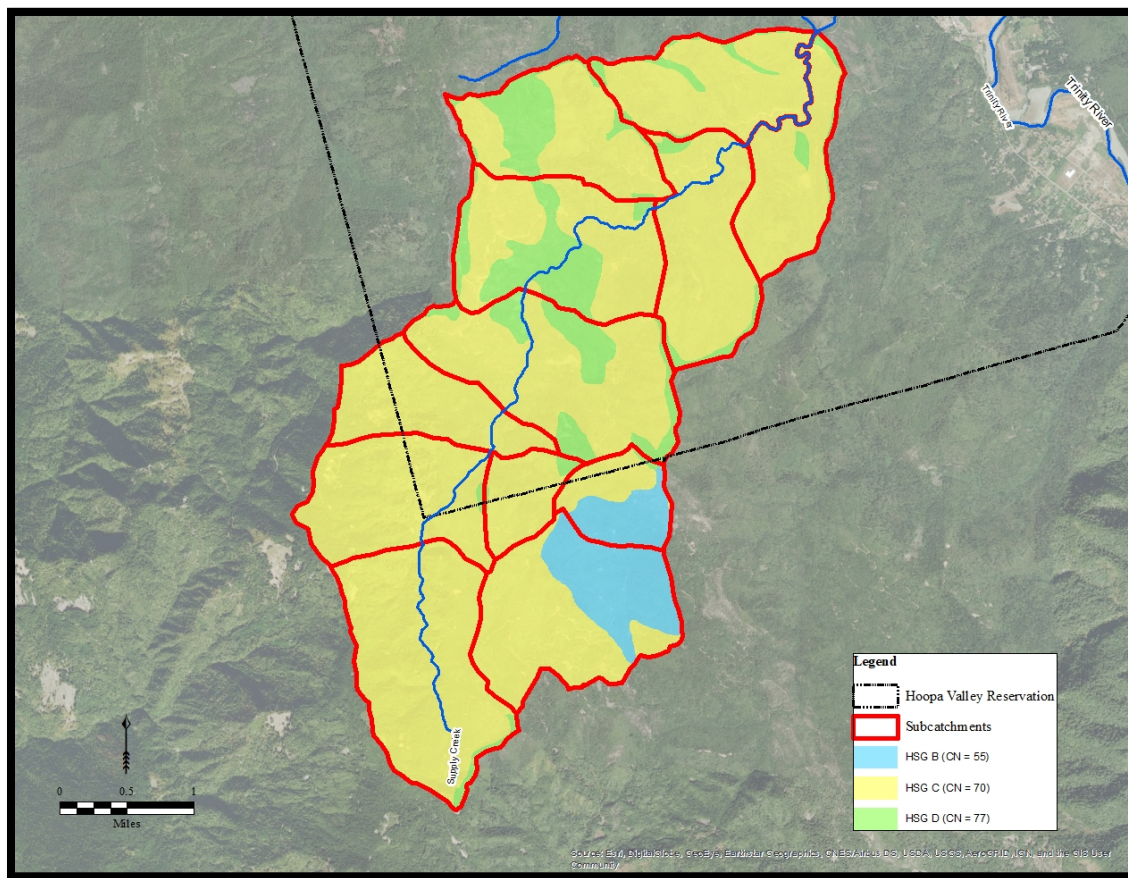 Trinity River
Trinity River
Supply Creek
0 0.5 1
Miles
Legend
Hoopa Valley Reservation
Subcatchments
HSG B (CN = 55)
HSG C (CN = 70)
HSG D (CN = 77)
Source: Esri, DigitalGlobe, GeoEye, Earthstar Geographics, CNES/Airbus DS, USDA, USGS, AeroGRID, IGN, and the GIS User
Community